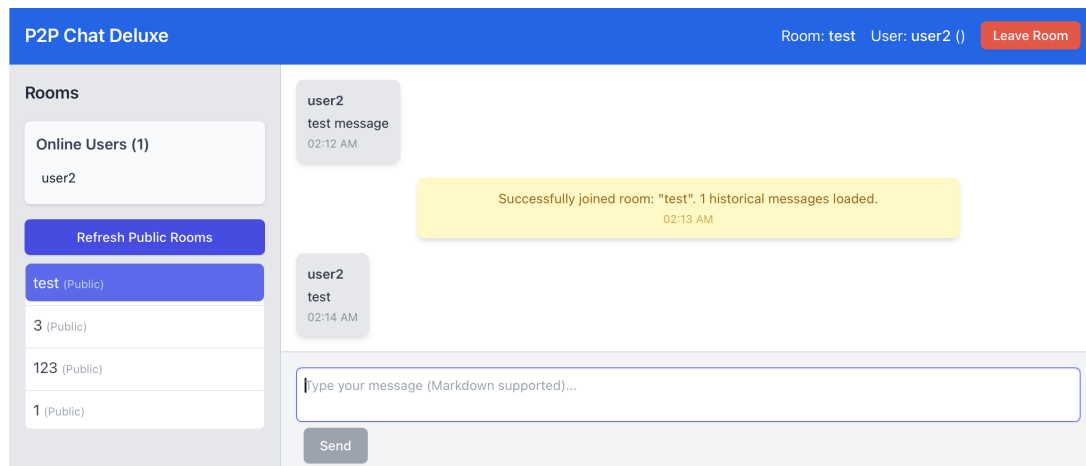 P2P Chat Deluxe
Room: test User: user2 ()
Leave Room
Rooms
Online Users (1)
user2
Refresh Public Rooms
test (Public)
3 (Public)
123 (Public)
1 (Public)
user2
test message
02:12 AM
Successfully joined room: "test". 1 historical messages loaded.
02:13 AM
user2
test
02:14 AM
Type your message (Markdown supported)...
Send